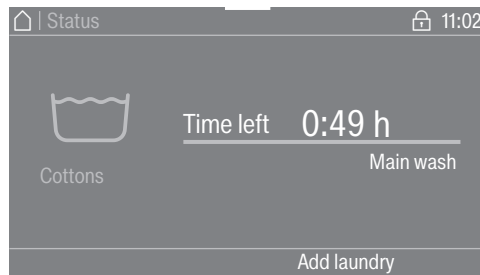 | Status 11:02
Time left 0:49 h
Main wash
Cottons
Add laundry